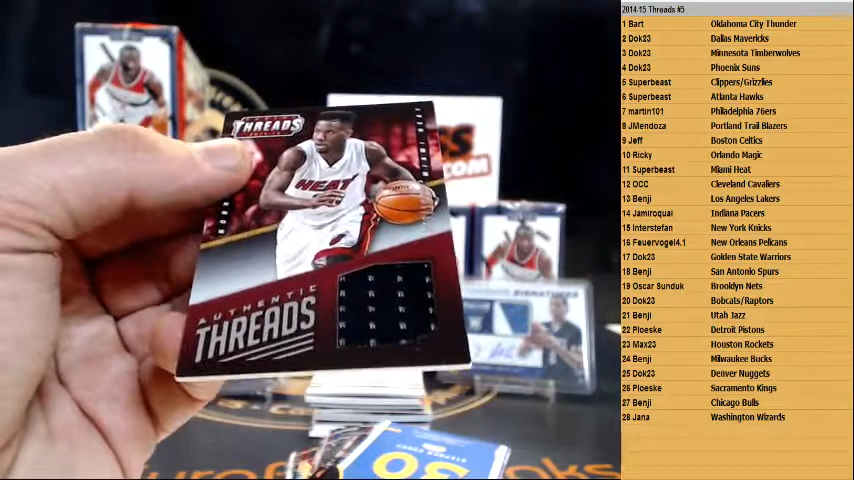 THREADS
MIAMI HEAT
HEAT
AUTHENTIC
THREADS
SIGNATURES
.COM
30
2014-15 Threads #5
1 Bart Oklahoma City Thunder
2 Dok23 Dallas Mavericks
3 Dok23 Minnesota Timberwolves
4 Dok23 Phoenix Suns
5 Superbeast Clippers/Grizzlies
6 Superbeast Atlanta Hawks
7 martin101 Philadelphia 76ers
8 JMendoza Portland Trail Blazers
9 Jeff Boston Celtics
10 Ricky Orlando Magic
11 Superbeast Miami Heat
12 OCC Cleveland Cavaliers
13 Benji Los Angeles Lakers
14 Jamiroquai Indiana Pacers
15 Interstefan New York Knicks
16 Feuervogel4.1 New Orleans Pelicans
17 Dok23 Golden State Warriors
18 Benji San Antonio Spurs
19 Oscar Sunduk Brooklyn Nets
20 Dok23 Bobcats/Raptors
21 Benji Utah Jazz
22 Ploeske Detroit Pistons
23 Max23 Houston Rockets
24 Benji Milwaukee Bucks
25 Dok23 Denver Nuggets
26 Ploeske Sacramento Kings
27 Benji Chicago Bulls
28 Jana Washington Wizards